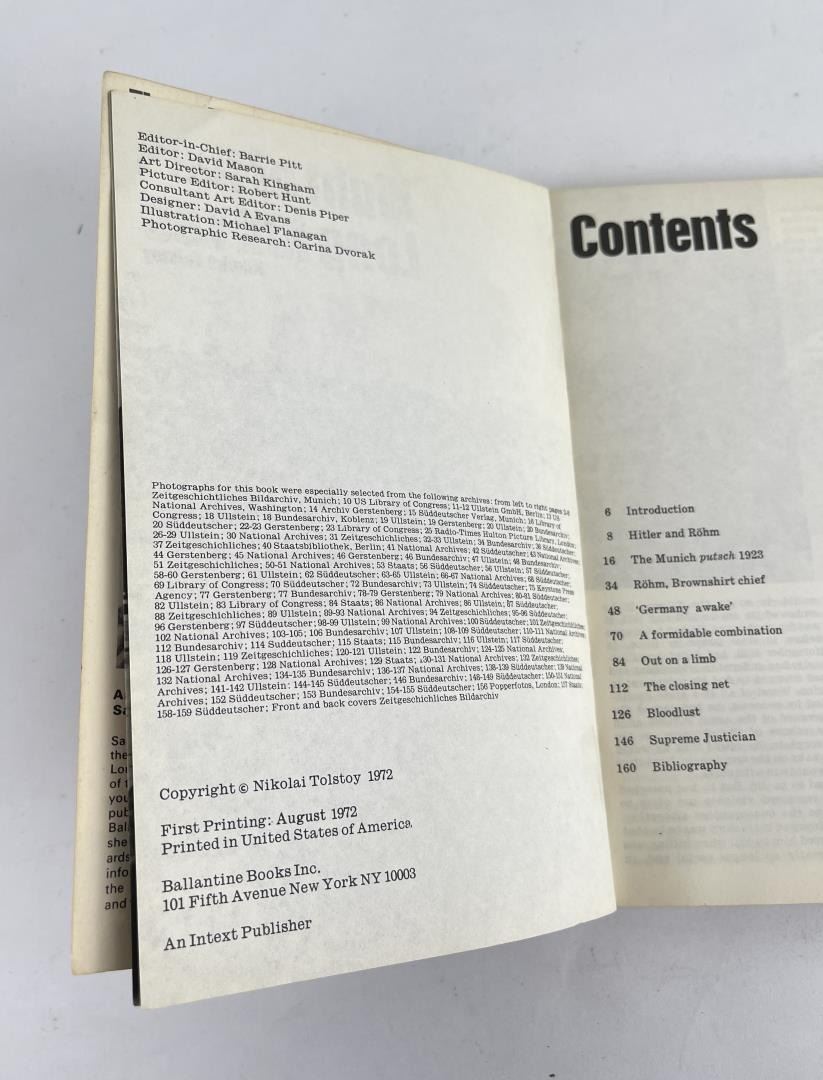 Editor-in-Chief: Barrie Pitt
Editor: David Mason
Art Director: Sarah Kingham
Picture Editor: Robert Hunt
Consultant Art Editor: Denis Piper
Designer: David A Evans
Illustration: Michael Flanagan
Photographic Research: Carina Dvorak
Photographs for this book were especially selected from the following archives: from left to right pages
Zeitgeschichtliches Bildarchiv, Munich; 10 US Library of Congress; 11-12 Ullstein GmbH, Berlin; 13 US
National Archives, Washington; 14 Archiv Gerstenberg; 15 Süddeutscher Verlag, Munich; 16 Library of
Congress; 18 Ullstein; 18 Bundesarchiv, Koblenz; 19 Ullstein; 19 Gerstenberg; 20 Ullstein; 20 Bundesarchiv;
20 Süddeutscher; 22-23 Gerstenberg; 23 Library of Congress; 25 Radio-Times Hulton Picture Library, London;
26-29 Ullstein; 30 National Archives; 31 Zeitgeschichtliches; 32-33 Ullstein; 34 Bundesarchiv; 36 Süddeutscher;
37 Zeitgeschichliches; 40 Staatsbibliothek, Berlin; 41 National Archives; 42 Süddeutscher; 43 National Archives;
44 Gerstenberg; 45 National Archives; 46 Gerstenberg; 46 Bundesarchiv; 47 Ullstein; 48 Bundesarchiv;
51 Zeitgeschichtliches; 50-51 National Archives; 53 Staats; 56 Süddeutscher; 56 Ullstein; 57 Süddeutscher;
58-60 Gerstenberg; 61 Ullstein; 62 Süddeutscher; 63-65 Ullstein; 66-67 National Archives; 68 Süddeutscher;
69 Library of Congress; 70 Süddeutscher; 72 Bundesarchiv; 73 Ullstein; 74 Süddeutscher; 75 Keystone Press
Agency; 77 Gerstenberg; 77 Bundesarchiv; 78-79 Gerstenberg; 79 National Archives; 80-81 Süddeutscher;
82 Ullstein; 83 Library of Congress; 84 Staats; 86 National Archives; 86 Ullstein; 87 Süddeutscher;
88 Zeitgeschichtliches; 89 Ullstein; 89-93 National Archives; 94 Zeitgeschichtliches; 95-96 Süddeutscher;
96 Gerstenberg; 97 Süddeutscher; 98-99 Ullstein; 99 National Archives; 100 Süddeutscher; 101 Zeitgeschichtliches;
102 National Archives; 103-105; 106 Bundesarchiv; 107 Ullstein; 108-109 Süddeutscher; 110-111 National Archives
112 Bundesarchiv; 114 Süddeutscher; 115 Staats; 115 Bundesarchiv; 116 Ullstein; 117 Süddeutscher;
118 Ullstein; 119 Zeitgeschichtliches; 120-121 Ullstein; 122 Bundesarchiv; 124-125 National Archives,
126-127 Gerstenberg; 128 National Archives; 129 Staats, 130-31 National Archives; 132 Zeitgeschichtliches;
132 National Archives; 134-135 Bundesarchiv; 136-137 National Archives; 138-139 Süddeutscher; 139 National
Archives; 141-142 Ullstein: 144-145 Süddeutscher; 146 Bundesarchiv; 148-149 Süddeutscher; 150-151 National
Archives; 152 Süddeutscher; 153 Bundesarchiv; 154-155 Süddeutscher; 156 Popperfotos, London; 157 Staats;
158-159 Süddeutscher; Front and back covers Zeitgeschichliches Bildarchiv
Copyright © Nikolai Tolstoy 1972
First Printing: August 1972
Printed in United States of America.
Ballantine Books Inc.
101 Fifth Avenue New York NY 10003
An Intext Publisher
Contents
6 Introduction
8 Hitler and Röhm
16 The Munich putsch 1923
34 Röhm, Brownshirt chief
48 'Germany awake'
70 A formidable combination
84 Out on a limb
112 The closing net
126 Bloodlust
146 Supreme Justician
160 Bibliography
the
of
you
pub
she
ards
info
the
and